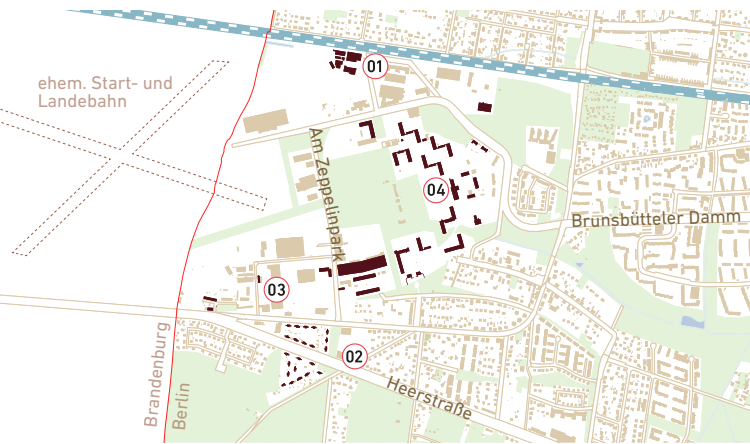 01
ehem. Start- und
Landebahn
Am Zeppelinpark
04
Brunsbütteler Damm
03
02
Brandenburg
Berlin
Heerstraße